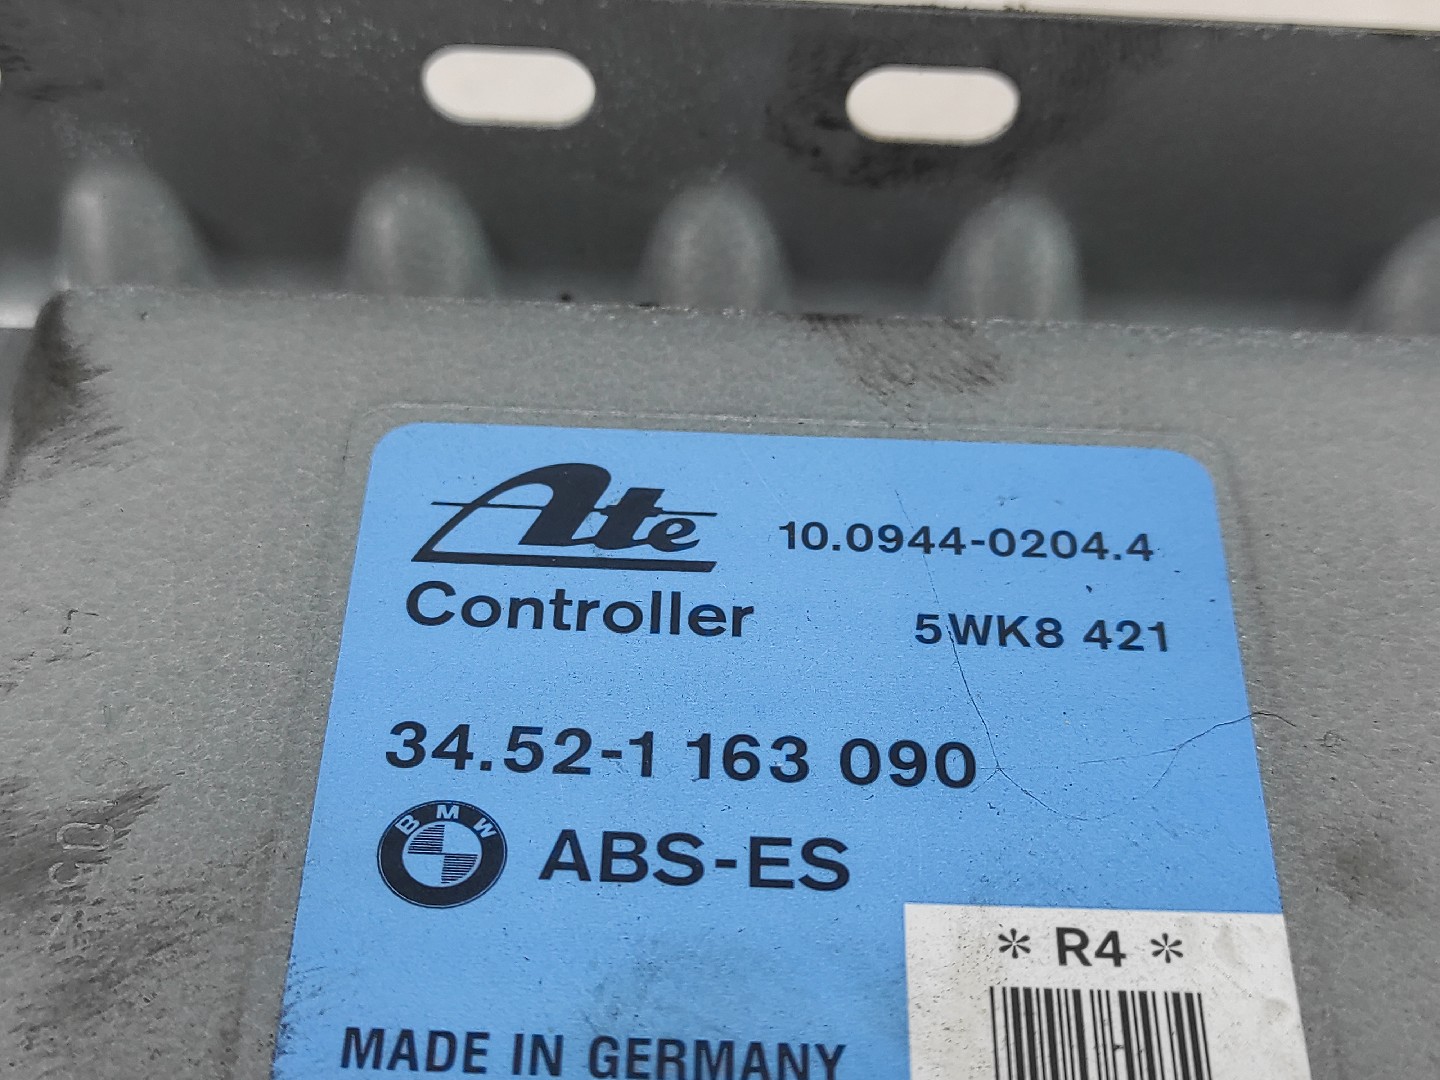 Ate
10.0944-0204.4
Controller
5WK8 421
34.52-1 163 090
BMW
ABS-ES
* R4 *
MADE IN GERMANY